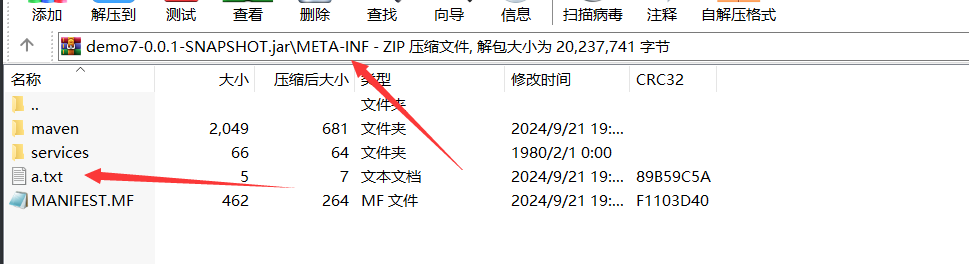 添加 解压到 测试 查看 删除 查找 向导 信息 扫描病毒 注释 自解压格式
demo7-0.0.1-SNAPSHOT.jar\META-INF - ZIP 压缩文件, 解包大小为 20,237,741 字节
名称 大小 压缩后大小 类型 修改时间 CRC32
.. 文件夹
maven 2,049 681 文件夹 2024/9/21 19:...
services 66 64 文件夹 1980/2/1 0:00
a.txt 5 7 文本文档 2024/9/21 19:... 89B59C5A
MANIFEST.MF 462 264 MF 文件 2024/9/21 19:... F1103D40